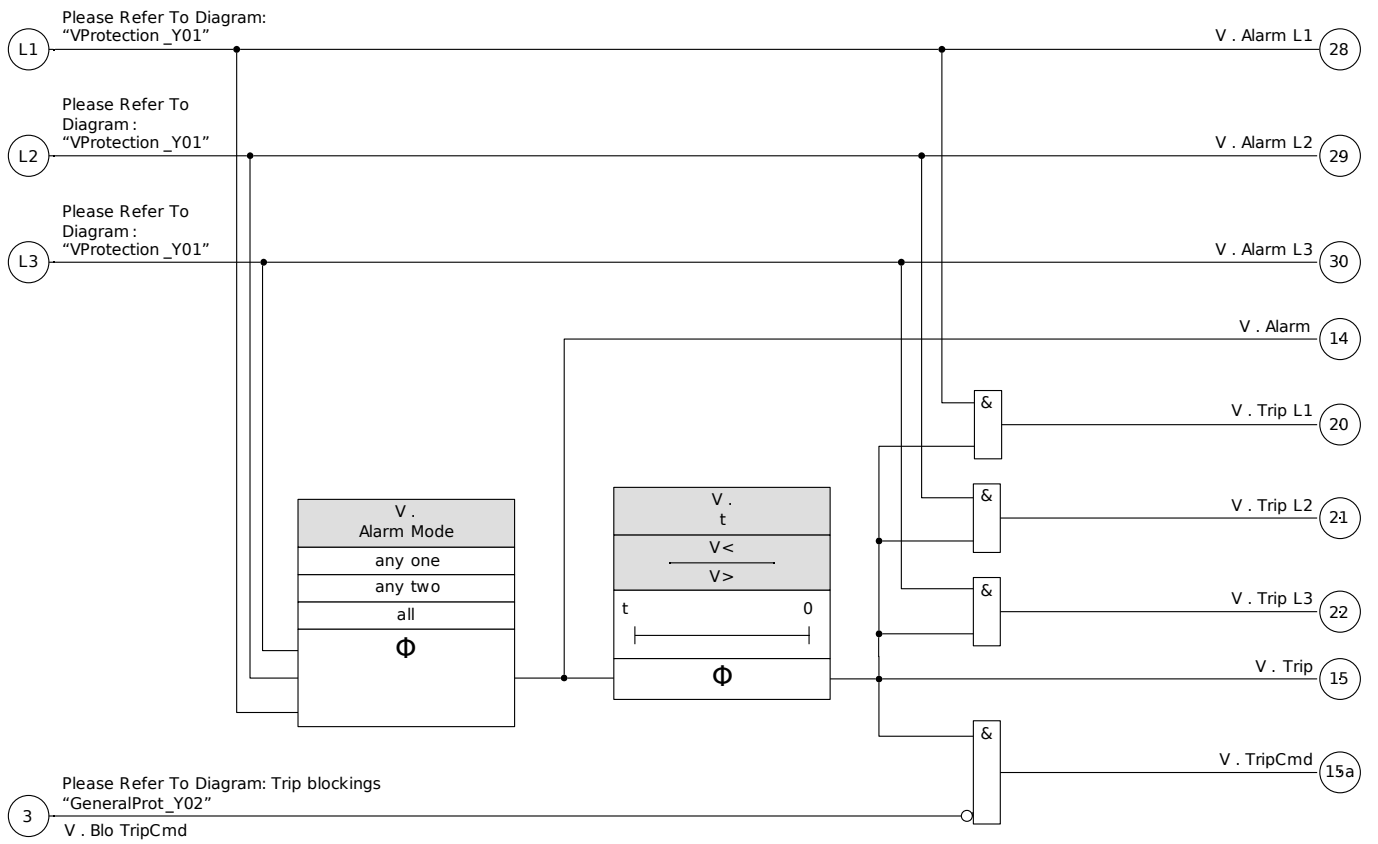 Please Refer To Diagram:
“VProtection _Y01”
L1
V . Alarm L1
28
Please Refer To
Diagram :
“VProtection _Y01”
L2
V . Alarm L2
29
Please Refer To
Diagram :
“VProtection _Y01”
L3
V . Alarm L3
30
V . Alarm
14
&
V . Trip L1
20
&
V . Trip L2
21
&
V . Trip L3
22
V .
Alarm Mode
any one
any two
all
Φ
V .
t
V<
V>
t 0
Φ
V . Trip
15
&
V . TripCmd
15a
Please Refer To Diagram: Trip blockings
“GeneralProt_Y02”
3
V . Blo TripCmd